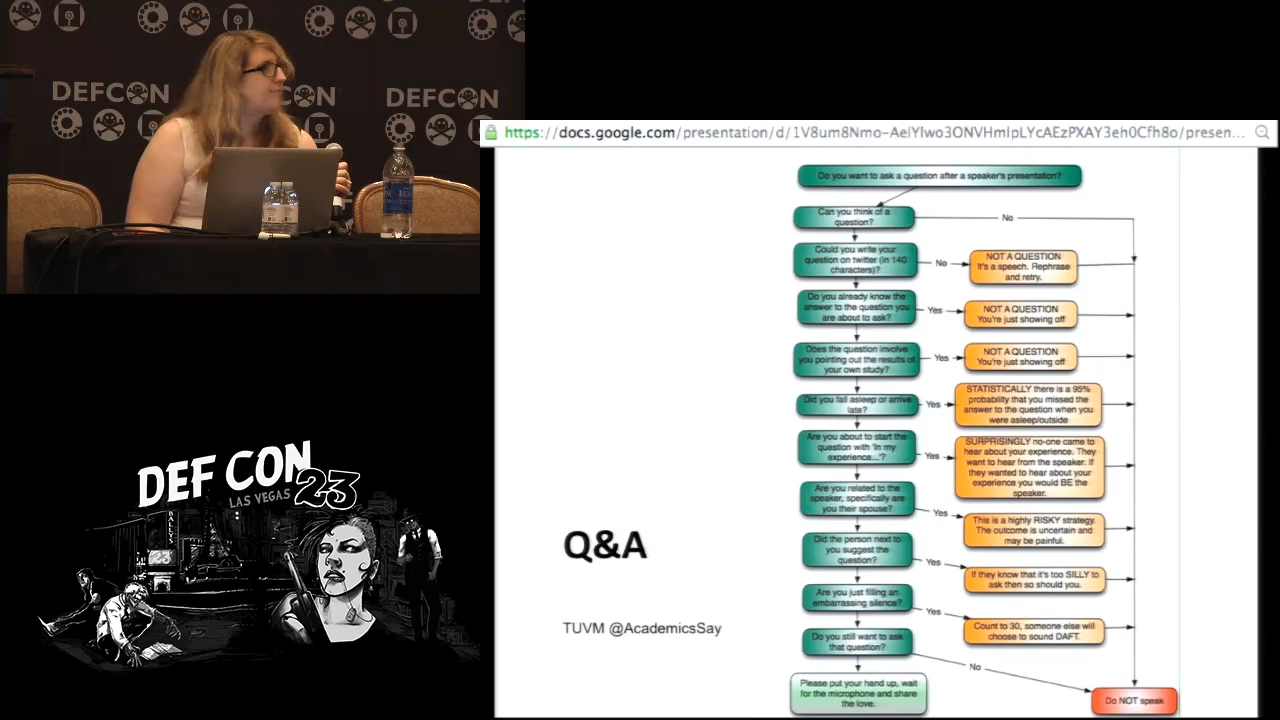 DEFCON
DEFCON
DEFCON
https://docs.google.com/presentation/d/1V8um8Nmo-AelYlwo3ONVHmIpLYcAEzPXAY3eh0Cfh8o/presen...
Do you want to ask a question after a speaker's presentation?
Can you think of a
question?
No
Could you write your
question on twitter (in 140
characters)?
No
NOT A QUESTION
It's a speech. Rephrase
and retry.
Do you already know the
answer to the question you
are about to ask?
Yes
NOT A QUESTION
You're just showing off
Does the question involve
you pointing out the results of
your own study?
Yes
NOT A QUESTION
You're just showing off
Did you fall asleep or arrive
late?
Yes
STATISTICALLY there is a 95%
probability that you missed the
answer to the question when you
were asleep/outside
Are you about to start the
question with 'In my
experience...'?
Yes
SURPRISINGLY no-one came to
hear about your experience. They
want to hear from the speaker. If
they wanted to hear about your
experience you would BE the
speaker.
Are you related to the
speaker, specifically are
you their spouse?
Yes
This is a highly RISKY strategy.
The outcome is uncertain and
may be painful.
Did the person next to
you suggest the
question?
Yes
If they know that it's too SILLY to
ask then so should you.
Are you just filling an
embarrassing silence?
Yes
Count to 30, someone else will
choose to sound DAFT.
Do you still want to ask
that question?
No
Please put your hand up, wait
for the microphone and share
the love.
Do NOT speak
Q&A
TUVM @AcademicsSay
DEF CON
LAS VEGAS 23